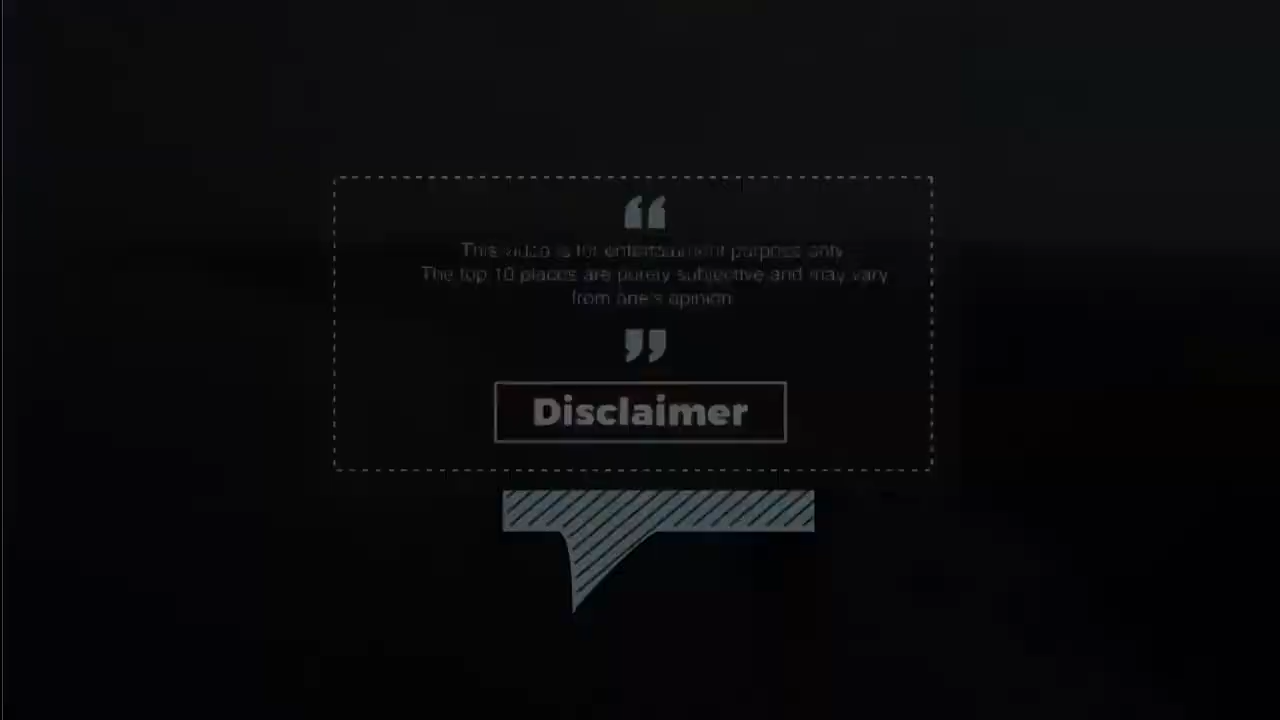 “
This video is for entertainment purpose only
The top 10 places are purely subjective and may vary
from one's opinion
”
Disclaimer